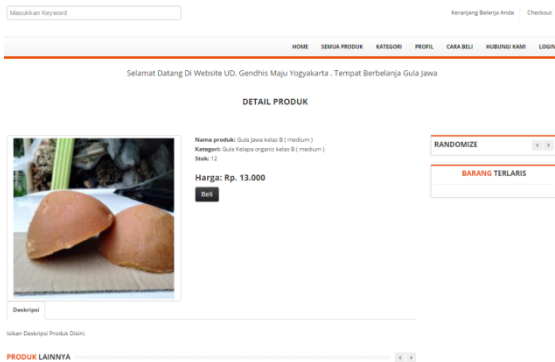 Masukkan Keyword
Keranjang Belanja Anda Checkout
HOME SEMUA PRODUK KATEGORI PROFIL CARA BELI HUBUNGI KAMI LOGIN
Selamat Datang Di Website UD. Gendhis Maju Yogyakarta . Tempat Berbelanja Gula Jawa
DETAIL PRODUK
Nama produk: Gula Jawa kelas B ( medium )
Kategori: Gula Kelapa organic kelas B ( medium )
Stok: 12
Harga: Rp. 13.000
Beli
RANDOMIZE
BARANG TERLARIS
Deskripsi
Isikan Deskripsi Produk Disini.
PRODUK LAINNYA